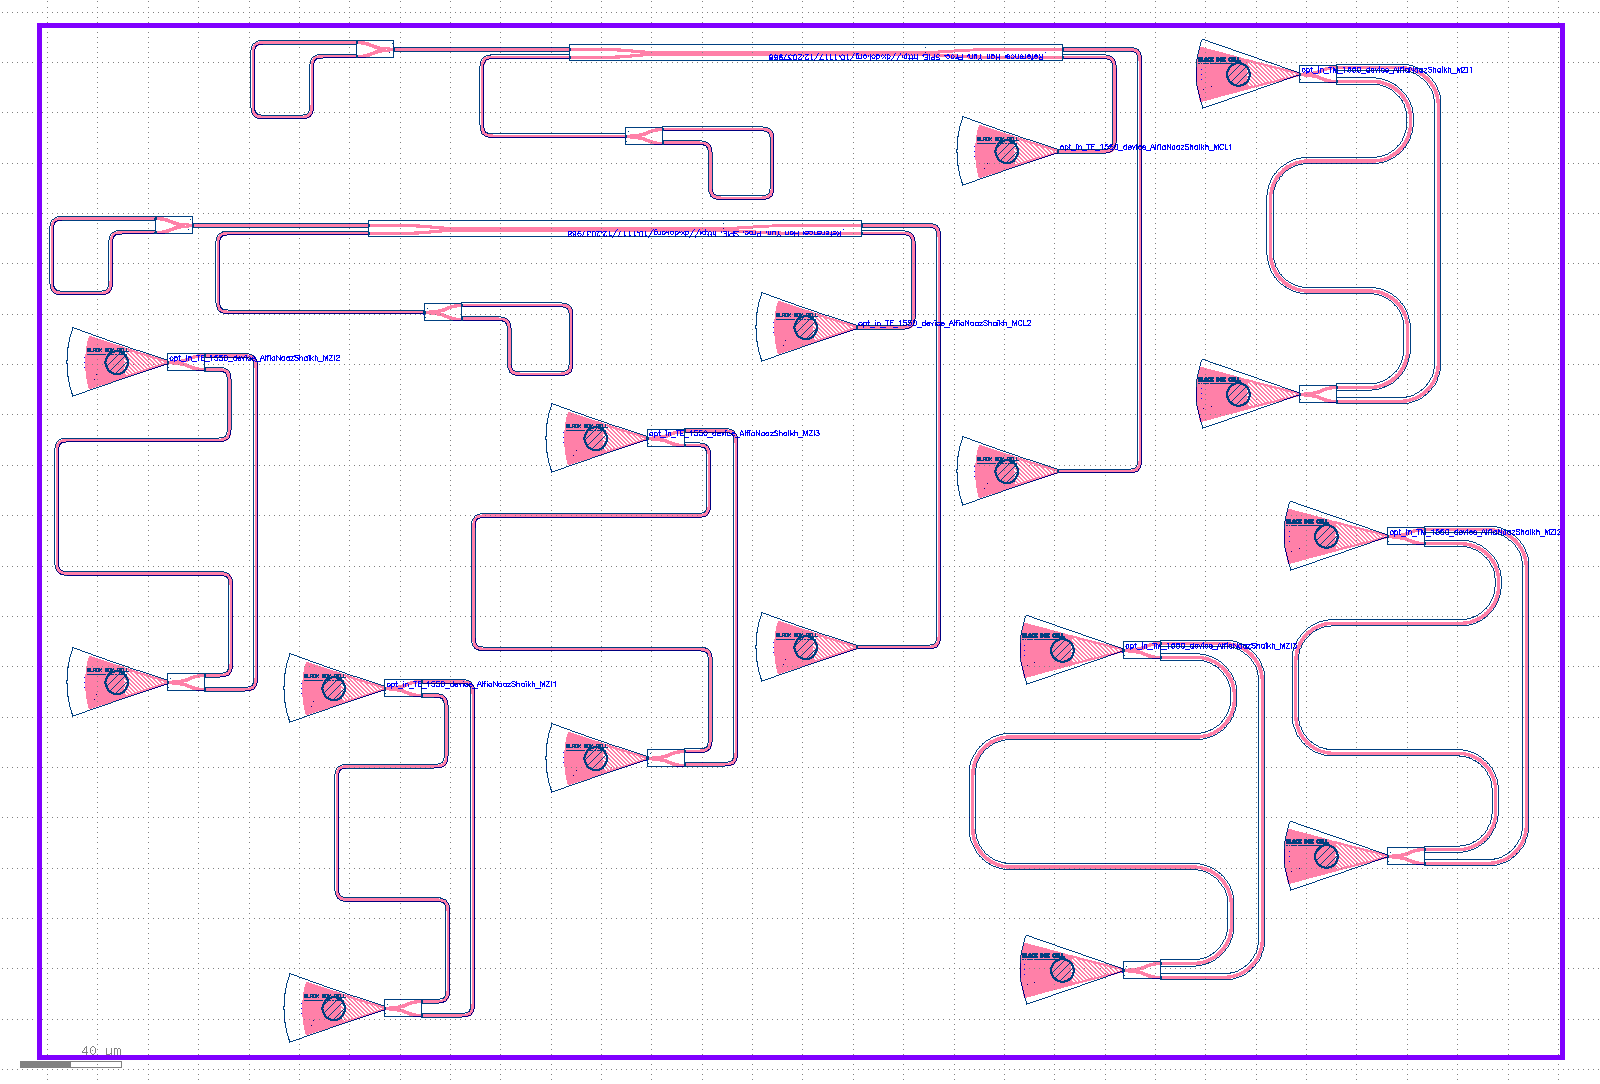 Reference: Han Yun, Proc. SPIE, http://dx.doi.org/10.1117/12.2037968
BLACK BOX CELL
opt_in_TM_1550_device_AlfiaNaazShaikh_MZI1
BLACK BOX CELL
opt_in_TE_1550_device_AlfiaNaazShaikh_MCL1
Reference: Han Yun, Proc. SPIE, http://dx.doi.org/10.1117/12.2037968
BLACK BOX CELL
opt_in_TE_1550_device_AlfiaNaazShaikh_MCL2
BLACK BOX CELL
opt_in_TE_1550_device_AlfiaNaazShaikh_MZI2
BLACK BOX CELL
BLACK BOX CELL
opt_in_TE_1550_device_AlfiaNaazShaikh_MZI3
BLACK BOX CELL
BLACK BOX CELL
opt_in_TM_1550_device_AlfiaNaazShaikh_MZI2
BLACK BOX CELL
BLACK BOX CELL
opt_in_TM_1550_device_AlfiaNaazShaikh_MZI3
BLACK BOX CELL
BLACK BOX CELL
opt_in_TE_1550_device_AlfiaNaazShaikh_MZI1
BLACK BOX CELL
BLACK BOX CELL
BLACK BOX CELL
BLACK BOX CELL
40 µm